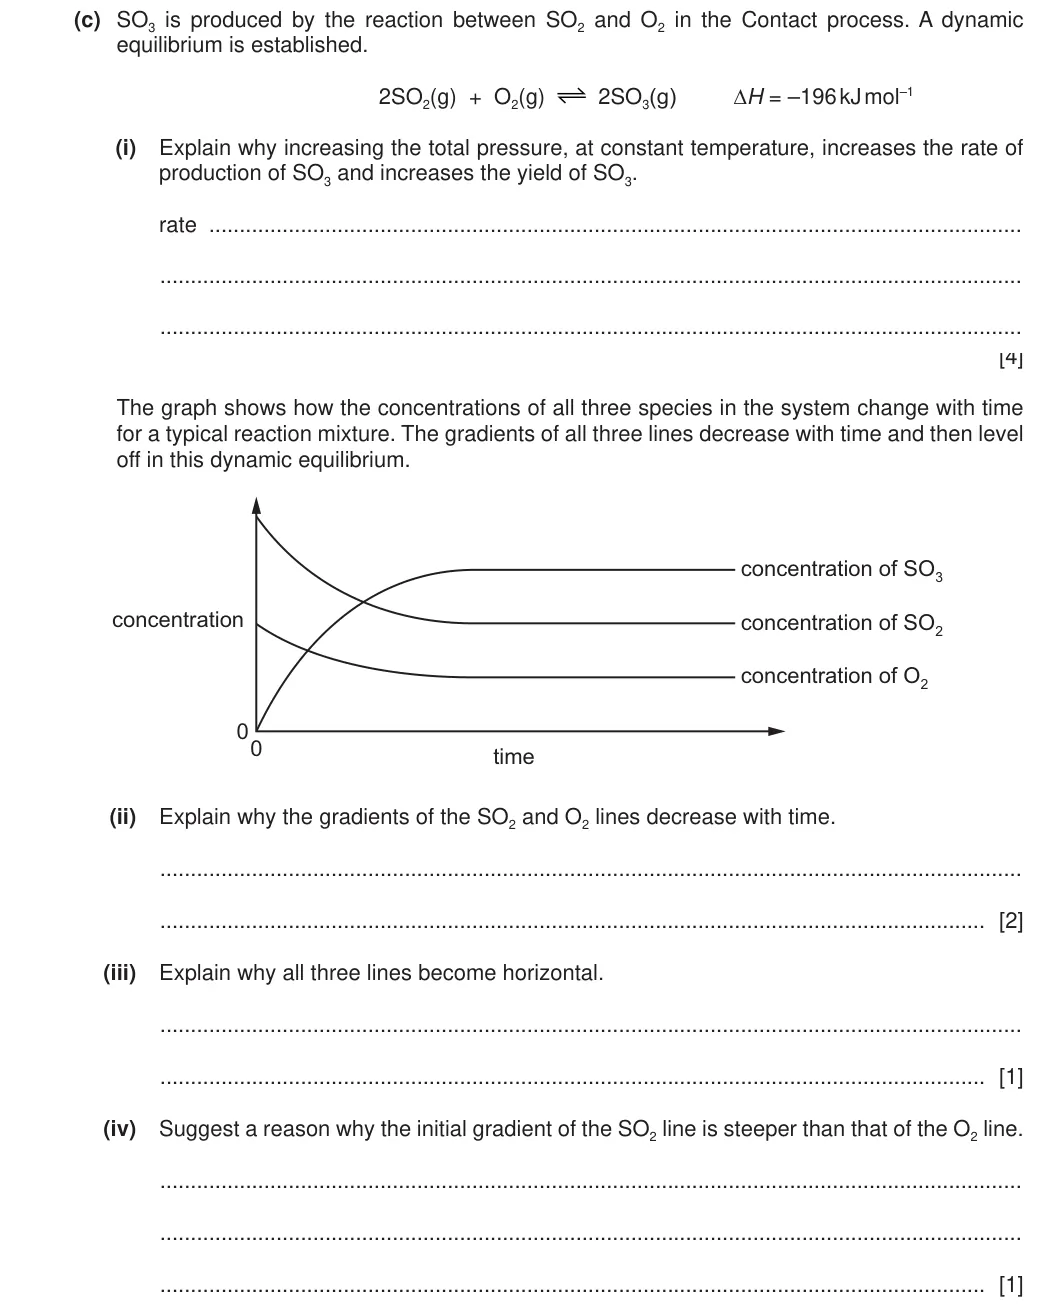 (c) SO₃ is produced by the reaction between SO₂ and O₂ in the Contact process. A dynamic
equilibrium is established.
2SO₂(g) + O₂(g) ⇌ 2SO₃(g) ΔH = –196 kJ mol⁻¹
(i) Explain why increasing the total pressure, at constant temperature, increases the rate of
production of SO₃ and increases the yield of SO₃.
rate ....................................................................................................
....................................................................................................
....................................................................................................
[4]
The graph shows how the concentrations of all three species in the system change with time
for a typical reaction mixture. The gradients of all three lines decrease with time and then level
off in this dynamic equilibrium.
concentration of SO₃
concentration
concentration of SO₂
concentration of O₂
0
0
time
(ii) Explain why the gradients of the SO₂ and O₂ lines decrease with time.
....................................................................................................
.................................................................................................... [2]
(iii) Explain why all three lines become horizontal.
....................................................................................................
.................................................................................................... [1]
(iv) Suggest a reason why the initial gradient of the SO₂ line is steeper than that of the O₂ line.
....................................................................................................
....................................................................................................
.................................................................................................... [1]